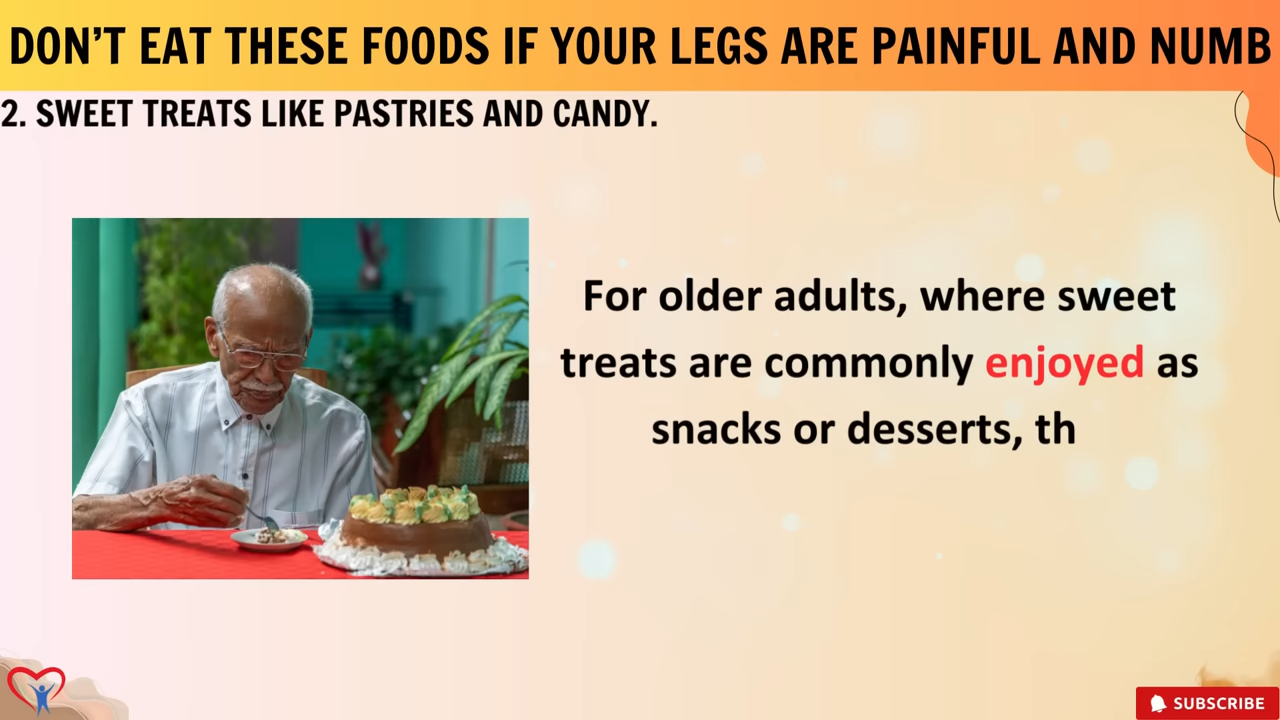 DON'T EAT THESE FOODS IF YOUR LEGS ARE PAINFUL AND NUMB
2. SWEET TREATS LIKE PASTRIES AND CANDY.
For older adults, where sweet
treats are commonly enjoyed as
snacks or desserts, th
SUBSCRIBE